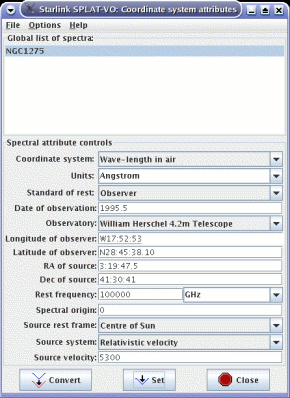 Starlink SPLAT-VO: Coordinate system attributes
File Options Help
Global list of spectra:
NGC1275
Spectral attribute controls
Coordinate system: Wave-length in air
Units: Angstrom
Standard of rest: Observer
Date of observation: 1995.5
Observatory: William Herschel 4.2m Telescope
Longitude of observer: W17:52:53
Latitude of observer: N28:45:38.10
RA of source: 3:19:47.5
Dec of source: 41:30:41
Rest frequency: 100000 GHz
Spectral origin: 0
Source rest frame: Centre of Sun
Source system: Relativistic velocity
Source velocity: 5300
Convert Set Close